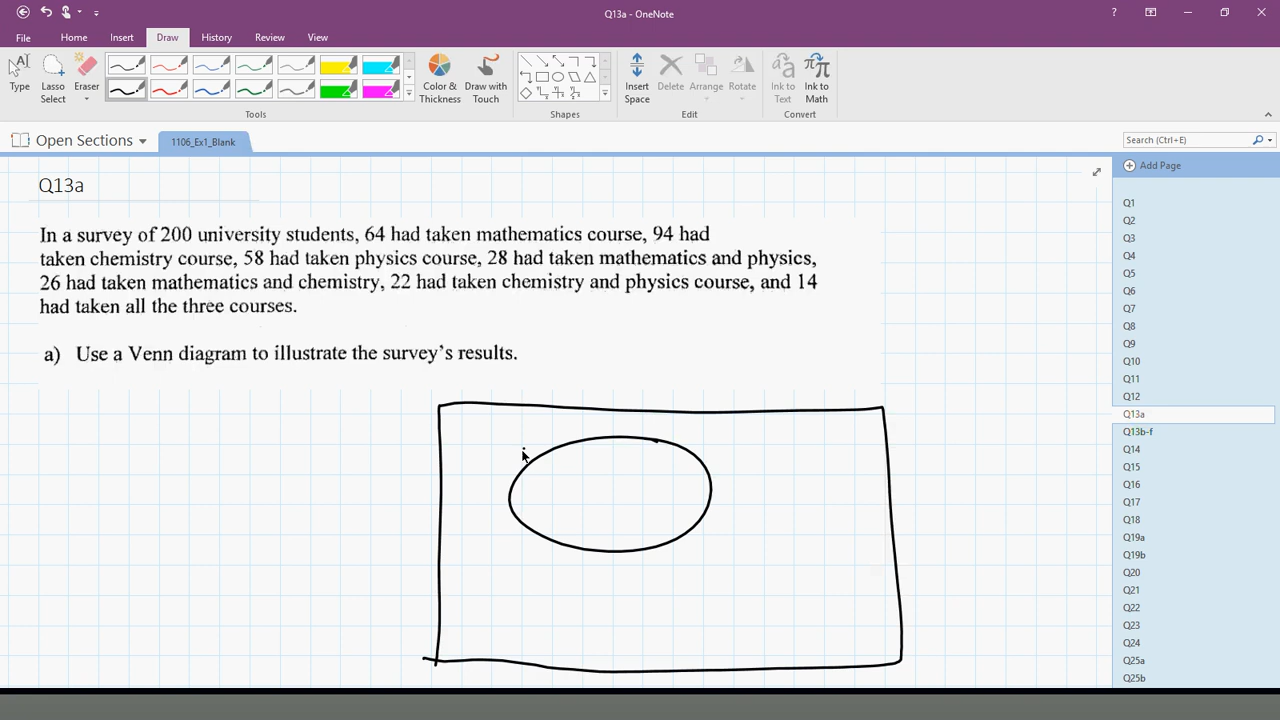 Q13a - OneNote
File Home Insert Draw History Review View
Type Lasso Select Eraser Color & Thickness Draw with Touch Insert Space Delete Arrange Rotate Ink to Text Ink to Math
Tools Shapes Edit Convert
Open Sections 1106_Ex1_Blank Search (Ctrl+E)
Add Page
Q13a
In a survey of 200 university students, 64 had taken mathematics course, 94 had
taken chemistry course, 58 had taken physics course, 28 had taken mathematics and physics,
26 had taken mathematics and chemistry, 22 had taken chemistry and physics course, and 14
had taken all the three courses.
a) Use a Venn diagram to illustrate the survey's results.
Q1
Q2
Q3
Q4
Q5
Q6
Q7
Q8
Q9
Q10
Q11
Q12
Q13a
Q13b-f
Q14
Q15
Q16
Q17
Q18
Q19a
Q19b
Q20
Q21
Q22
Q23
Q24
Q25a
Q25b